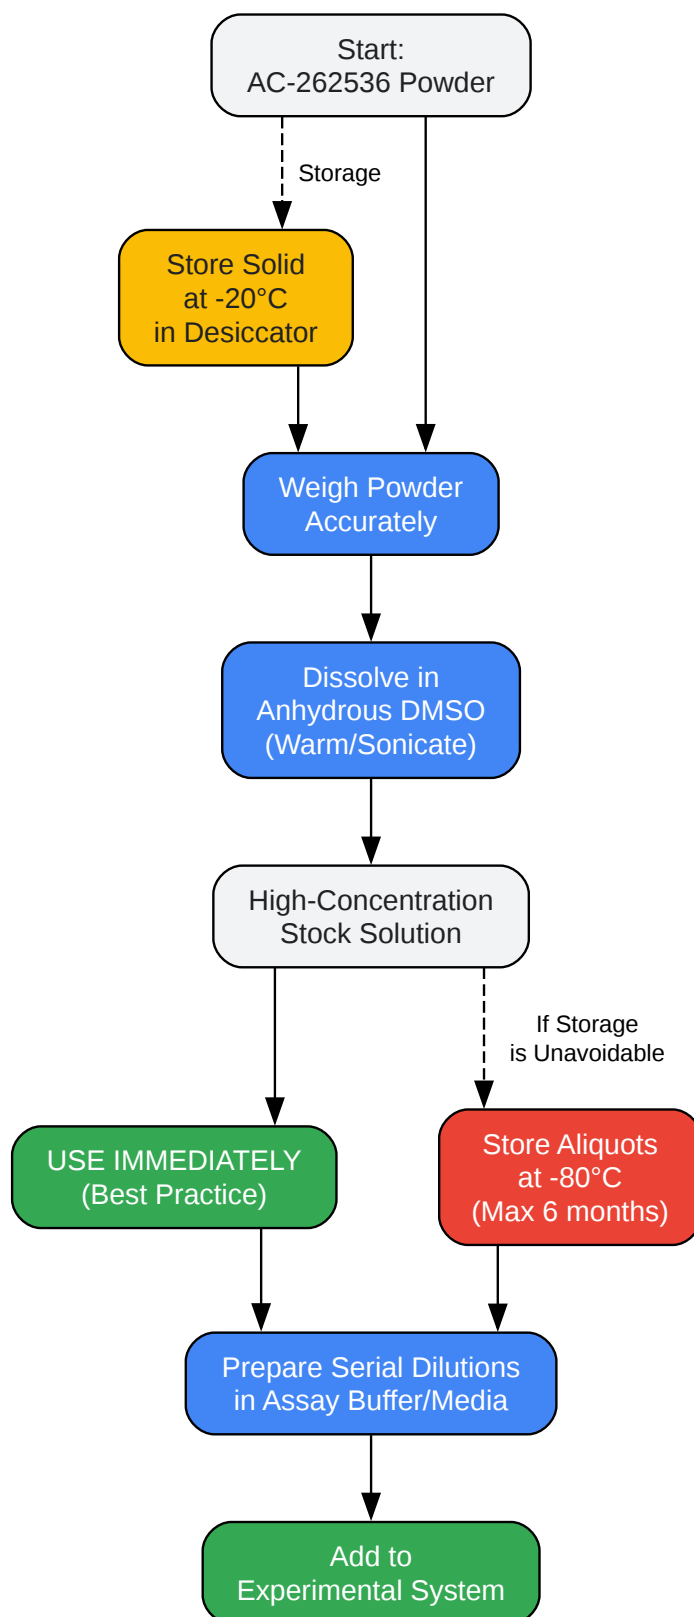 Start:
AC-262536 Powder
Storage
Store Solid
at -20°C
in Desiccator
Weigh Powder
Accurately
Dissolve in
Anhydrous DMSO
(Warm/Sonicate)
High-Concentration
Stock Solution
If Storage
is Unavoidable
USE IMMEDIATELY
(Best Practice)
Store Aliquots
at -80°C
(Max 6 months)
Prepare Serial Dilutions
in Assay Buffer/Media
Add to
Experimental System